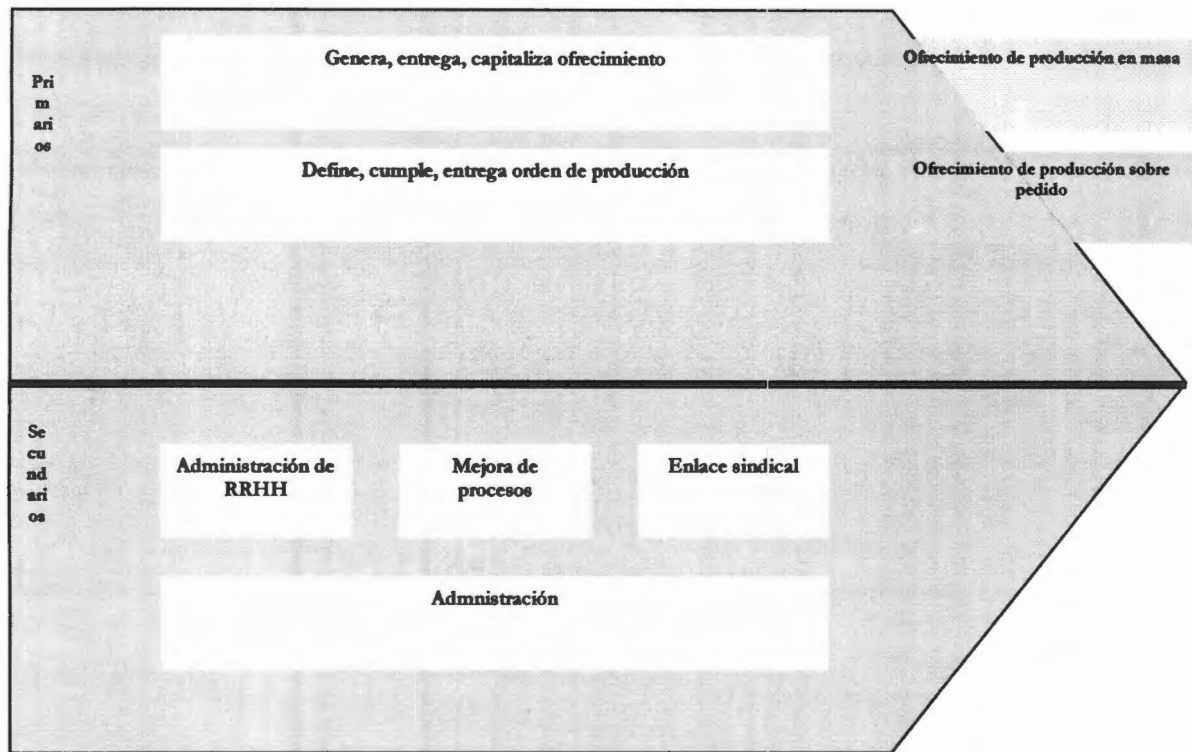 Pri
m
ari
os
Genera, entrega, capitaliza ofrecimiento
Ofrecimiento de producción en masa
Define, cumple, entrega orden de producción
Ofrecimiento de producción sobre
pedido
Se
cu
nd
ari
os
Administración de
RRHH
Mejora de
procesos
Enlace sindical
Admnistración